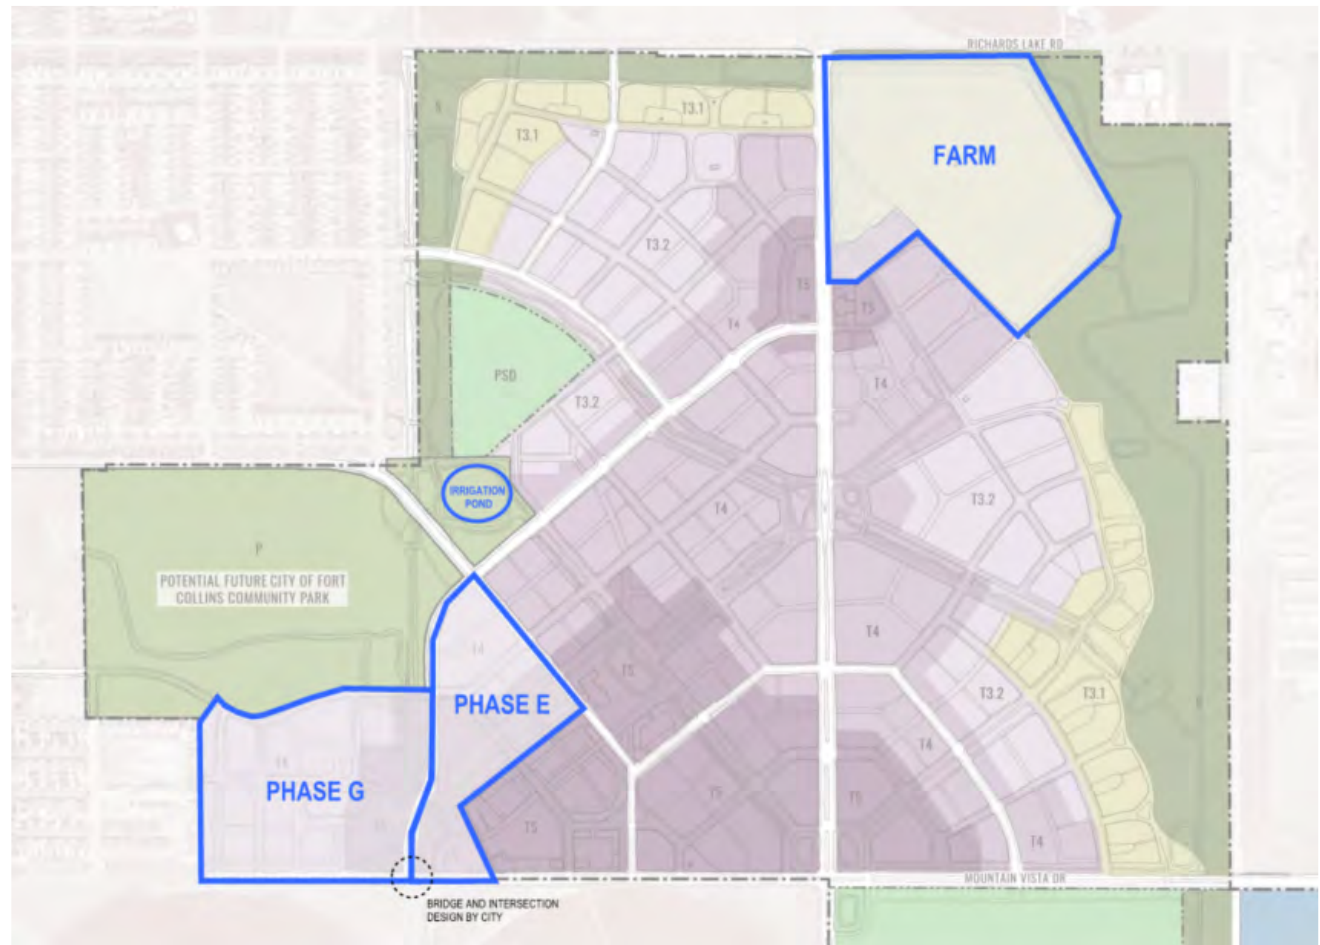 RICHARDS LAKE RD
T3.1
T3.1
FARM
T3.2
T5
T5
T4
PSD
T4
T3.2
IRRIGATION
POND
T4
T3.2
P
POTENTIAL FUTURE CITY OF FORT
COLLINS COMMUNITY PARK
T4
T4
T5
T3.2
T3.1
PHASE E
T4
T4
PHASE G
T5
T5
T5
T4
MOUNTAIN VISTA DR
BRIDGE AND INTERSECTION
DESIGN BY CITY